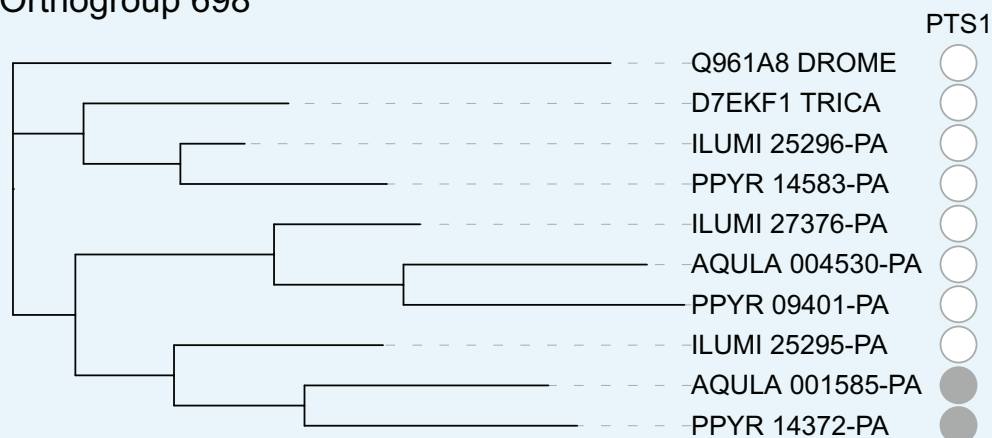 Orthogroup 698
PTS1
Q961A8 DROME
D7EKF1 TRICA
ILUMI 25296-PA
PPYR 14583-PA
ILUMI 27376-PA
AQULA 004530-PA
PPYR 09401-PA
ILUMI 25295-PA
AQULA 001585-PA
PPYR 14372-PA